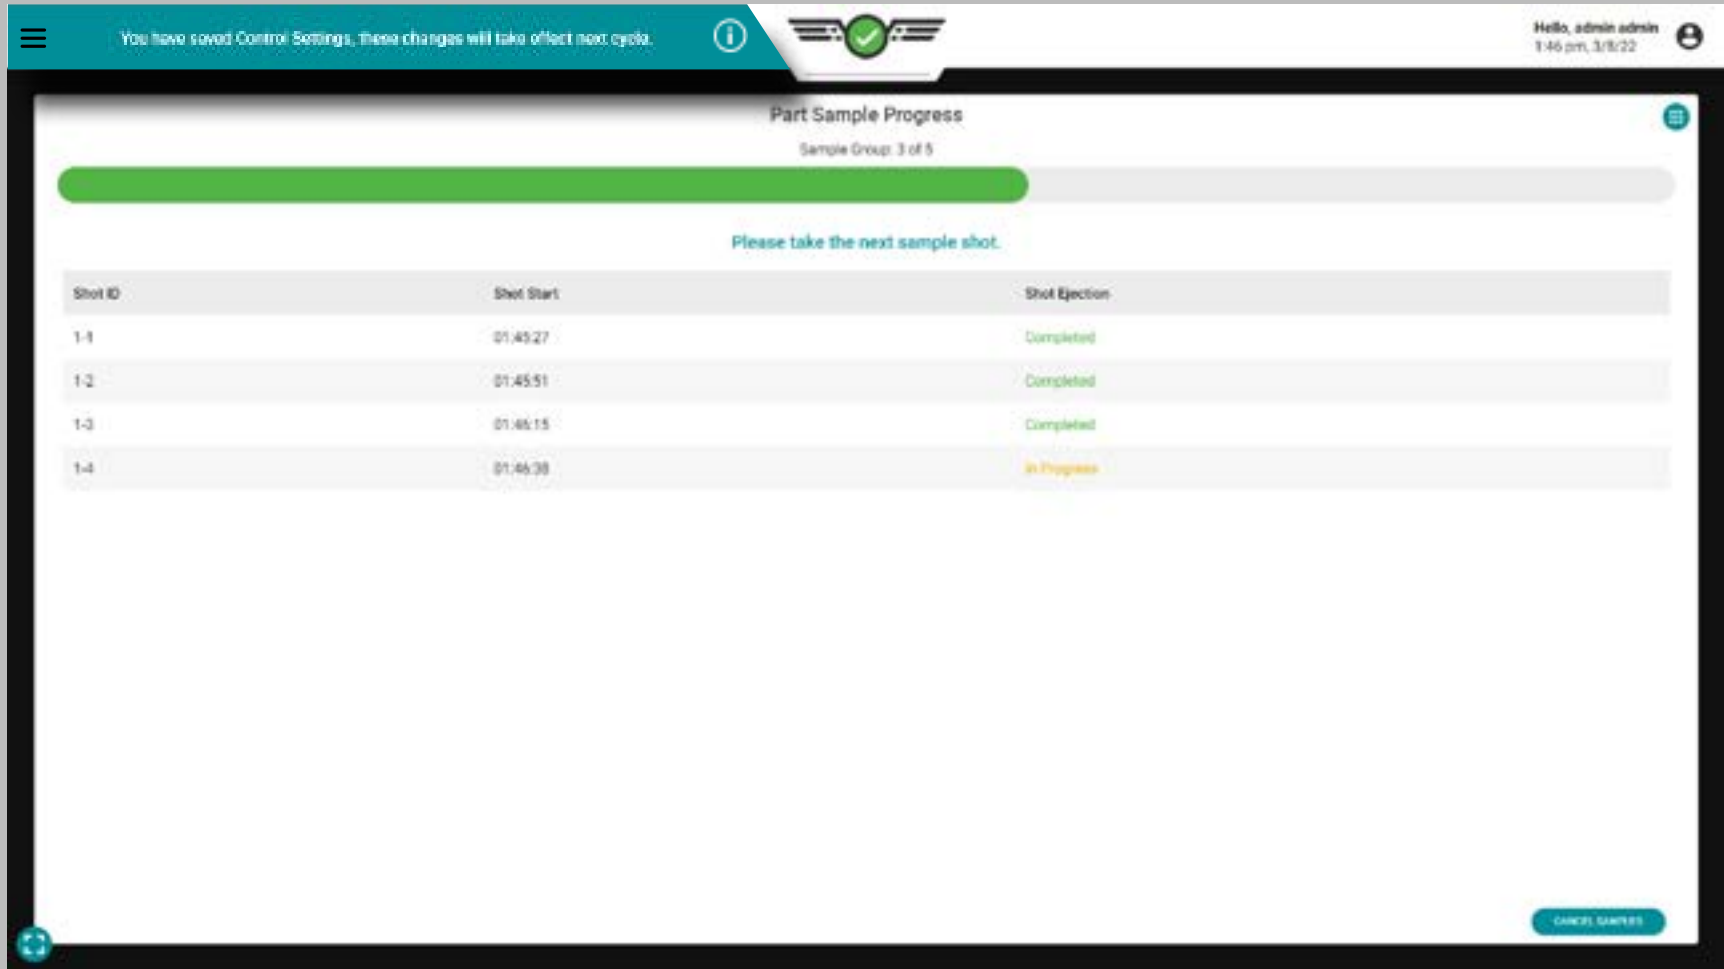 You have saved Control Settings, these changes will take effect next cycle.
Hello, admin admin
1:46 pm, 3/8/22
Part Sample Progress
Sample Group: 3 of 5
Please take the next sample shot.
Shot ID Shot Start Shot Ejection
1-1 01:45:27 Completed
1-2 01:45:51 Completed
1-3 01:46:15 Completed
1-4 01:46:38 In Progress
CANCEL SAMPLES